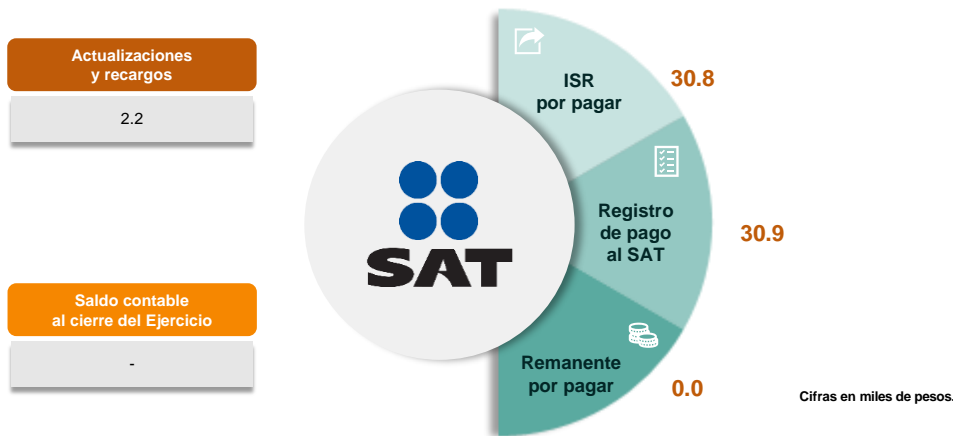 Actualizaciones
y recargos
2.2
Saldo contable
al cierre del Ejercicio
-
SAT
ISR
por pagar
30.8
Registro
de pago
al SAT
30.9
Remanente
por pagar
0.0
Cifras en miles de pesos.